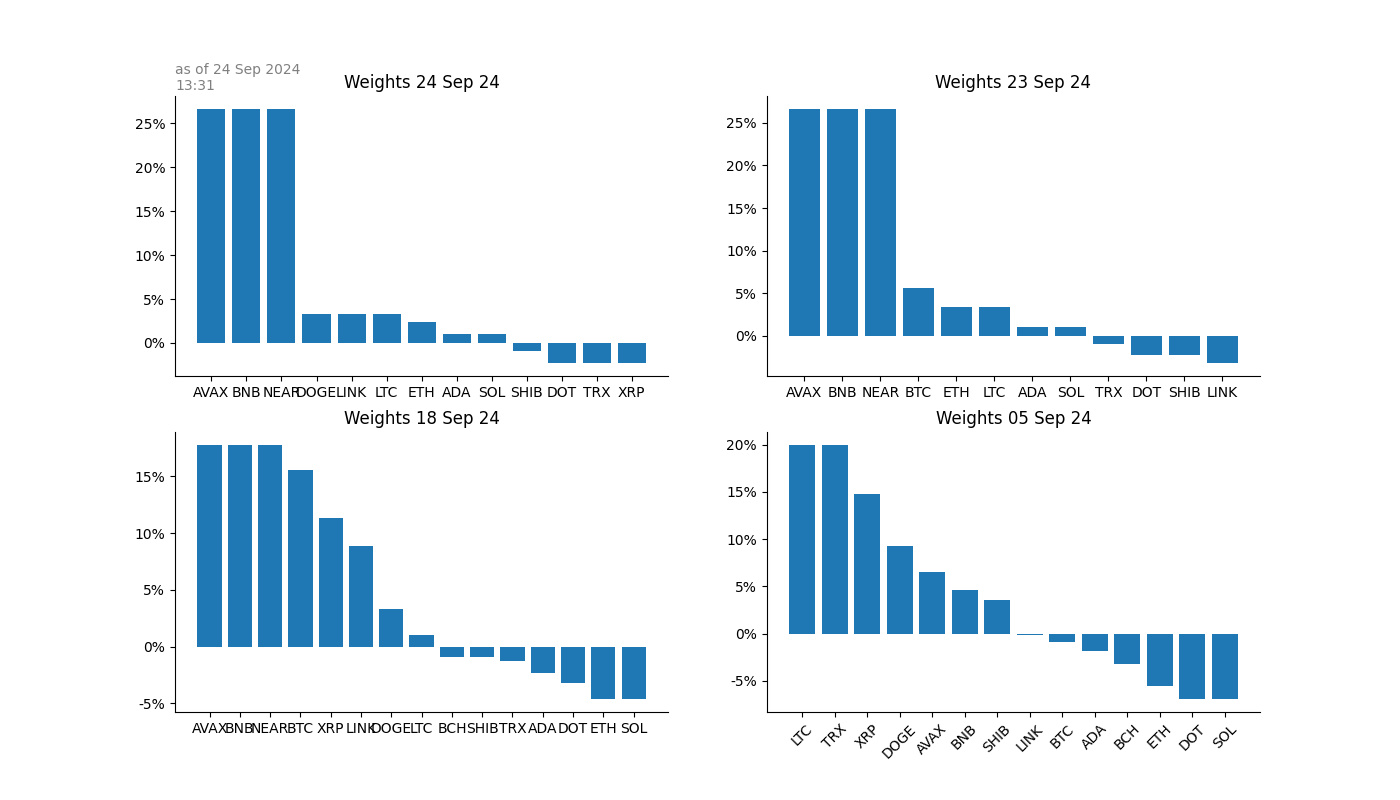 as of 24 Sep 2024
13:31
Weights 24 Sep 24
25%
20%
15%
10%
5%
0%
AVAX BNB NEAR DOGE LINK LTC ETH ADA SOL SHIB DOT TRX XRP
Weights 23 Sep 24
25%
20%
15%
10%
5%
0%
AVAX BNB NEAR BTC ETH LTC ADA SOL TRX DOT SHIB LINK
Weights 18 Sep 24
15%
10%
5%
0%
-5%
AVAX BNB NEAR BTC XRP LINK DOGE LTC BCH SHIB TRX ADA DOT ETH SOL
Weights 05 Sep 24
20%
15%
10%
5%
0%
-5%
LTC TRX XRP DOGE AVAX BNB SHIB LINK BTC ADA BCH ETH DOT SOL